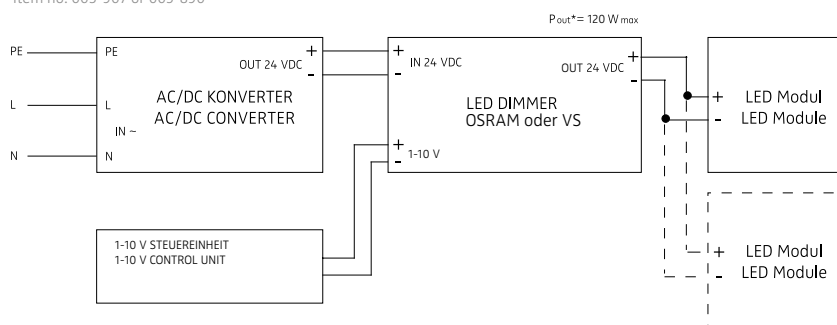 Pout*= 120 W max
PE
PE
+
OUT 24 VDC
-
+
IN 24 VDC
-
+
OUT 24 VDC
-
L
L
AC/DC KONVERTER
AC/DC CONVERTER
IN ~
LED DIMMER
OSRAM oder VS
+ LED Modul
- LED Module
N
N
+
1-10 V
-
1-10 V STEUEREINHEIT
1-10 V CONTROL UNIT
+ LED Modul
- LED Module